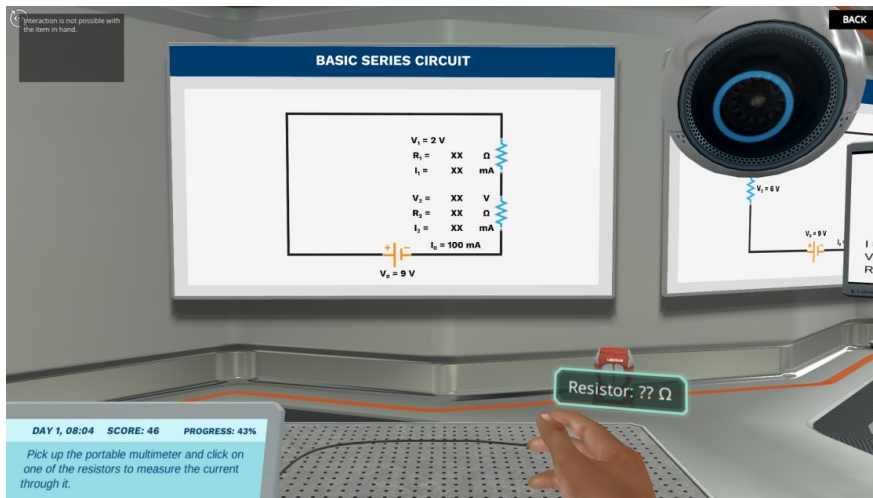 Interaction is not possible with
the item in hand.
BACK
BASIC SERIES CIRCUIT
V₁ = 2 V
R₁ = XX Ω
I₁ = XX mA
V₂ = XX V
R₂ = XX Ω
I₂ = XX mA
I₀ = 100 mA
+ -
V₀ = 9 V
V₂ = 6 V
V₀ = 9 V
+ -
I
V
R
Resistor: ?? Ω
DAY 1, 08:04 SCORE: 46 PROGRESS: 43%
Pick up the portable multimeter and click on
one of the resistors to measure the current
through it.